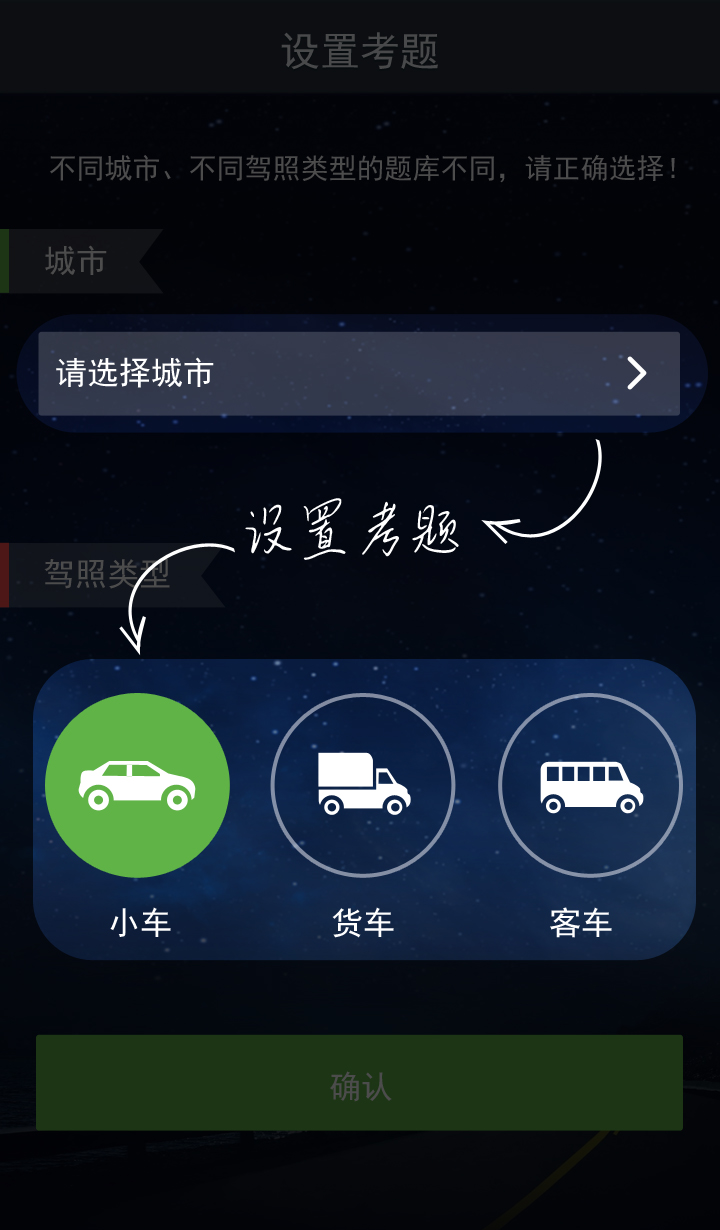 设置考题
不同城市、不同驾照类型的题库不同，请正确选择！
城市
请选择城市
设置考题
驾照类型
小车 货车 客车
确认